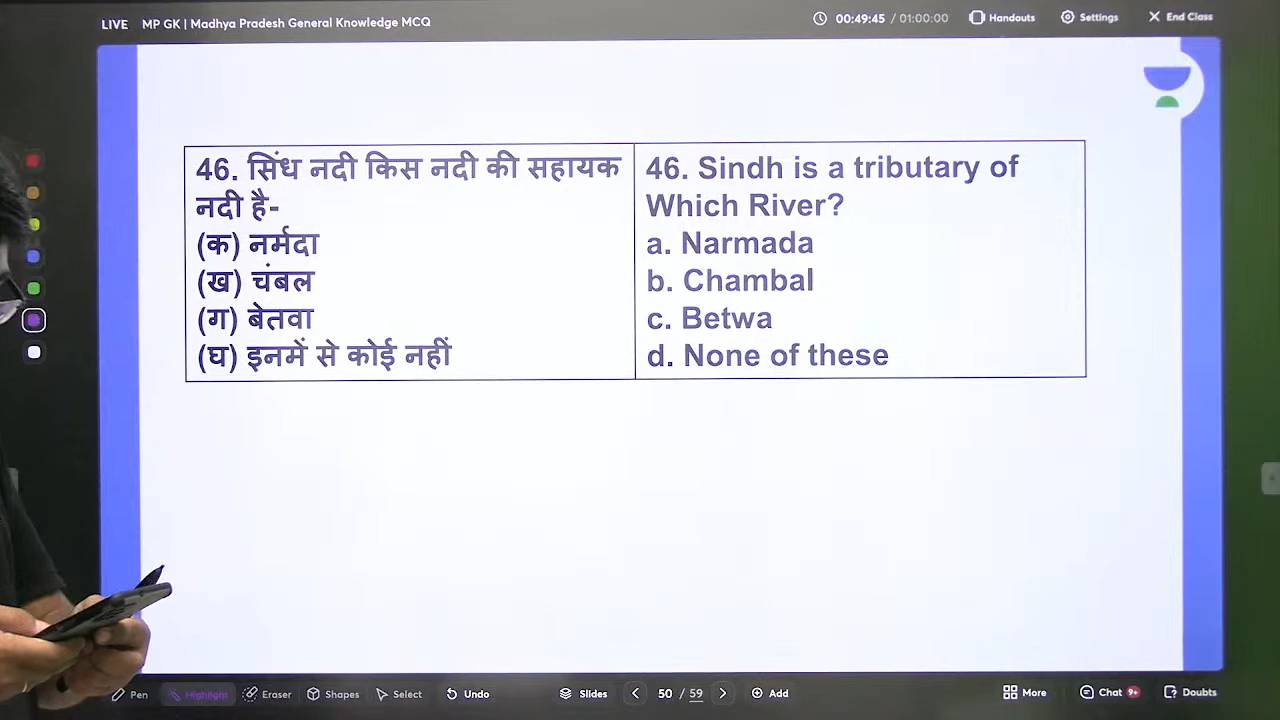 LIVE MP GK | Madhya Pradesh General Knowledge MCQ
00:49:45 / 01:00:00 Handouts Settings End Class
46. सिंध नदी किस नदी की सहायक
नदी है-
(क) नर्मदा
(ख) चंबल
(ग) बेतवा
(घ) इनमें से कोई नहीं
46. Sindh is a tributary of
Which River?
a. Narmada
b. Chambal
c. Betwa
d. None of these
Pen Highlight Eraser Shapes Select Undo Slides 50 / 59 Add More Chat 9+ Doubts